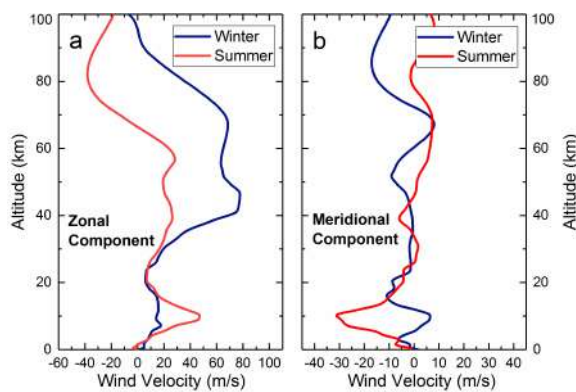 a
Winter
Summer
Zonal
Component
Altitude (km)
100
80
60
40
20
0
-60 -40 -20 0 20 40 60 80 100
Wind Velocity (m/s)
b
Winter
Summer
Meridional
Component
Altitude (km)
100
80
60
40
20
0
-40 -30 -20 -10 0 10 20 30 40
Wind Velocity (m/s)